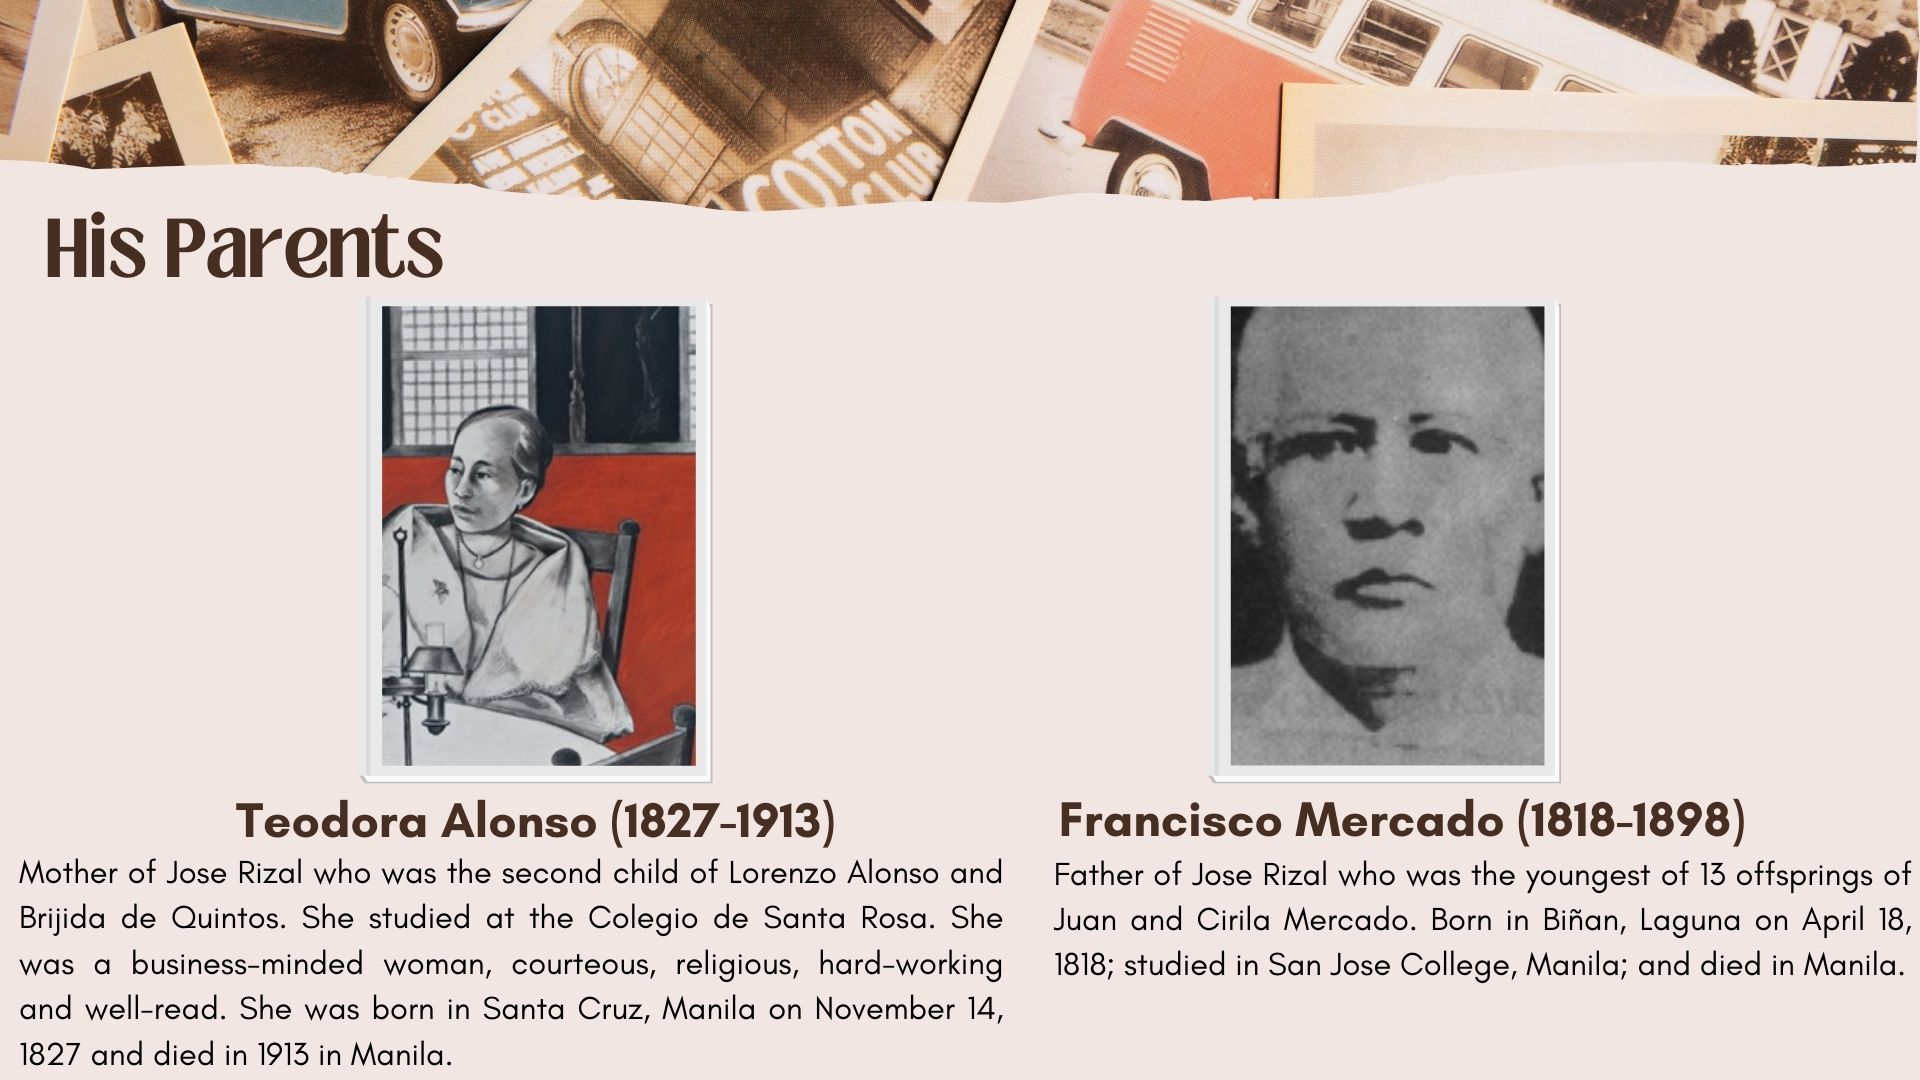 COTTON
CLUB
His Parents
Teodora Alonso (1827-1913)
Mother of Jose Rizal who was the second child of Lorenzo Alonso and
Brijida de Quintos. She studied at the Colegio de Santa Rosa. She
was a business-minded woman, courteous, religious, hard-working
and well-read. She was born in Santa Cruz, Manila on November 14,
1827 and died in 1913 in Manila.
Francisco Mercado (1818-1898)
Father of Jose Rizal who was the youngest of 13 offsprings of
Juan and Cirila Mercado. Born in Biñan, Laguna on April 18,
1818; studied in San Jose College, Manila; and died in Manila.